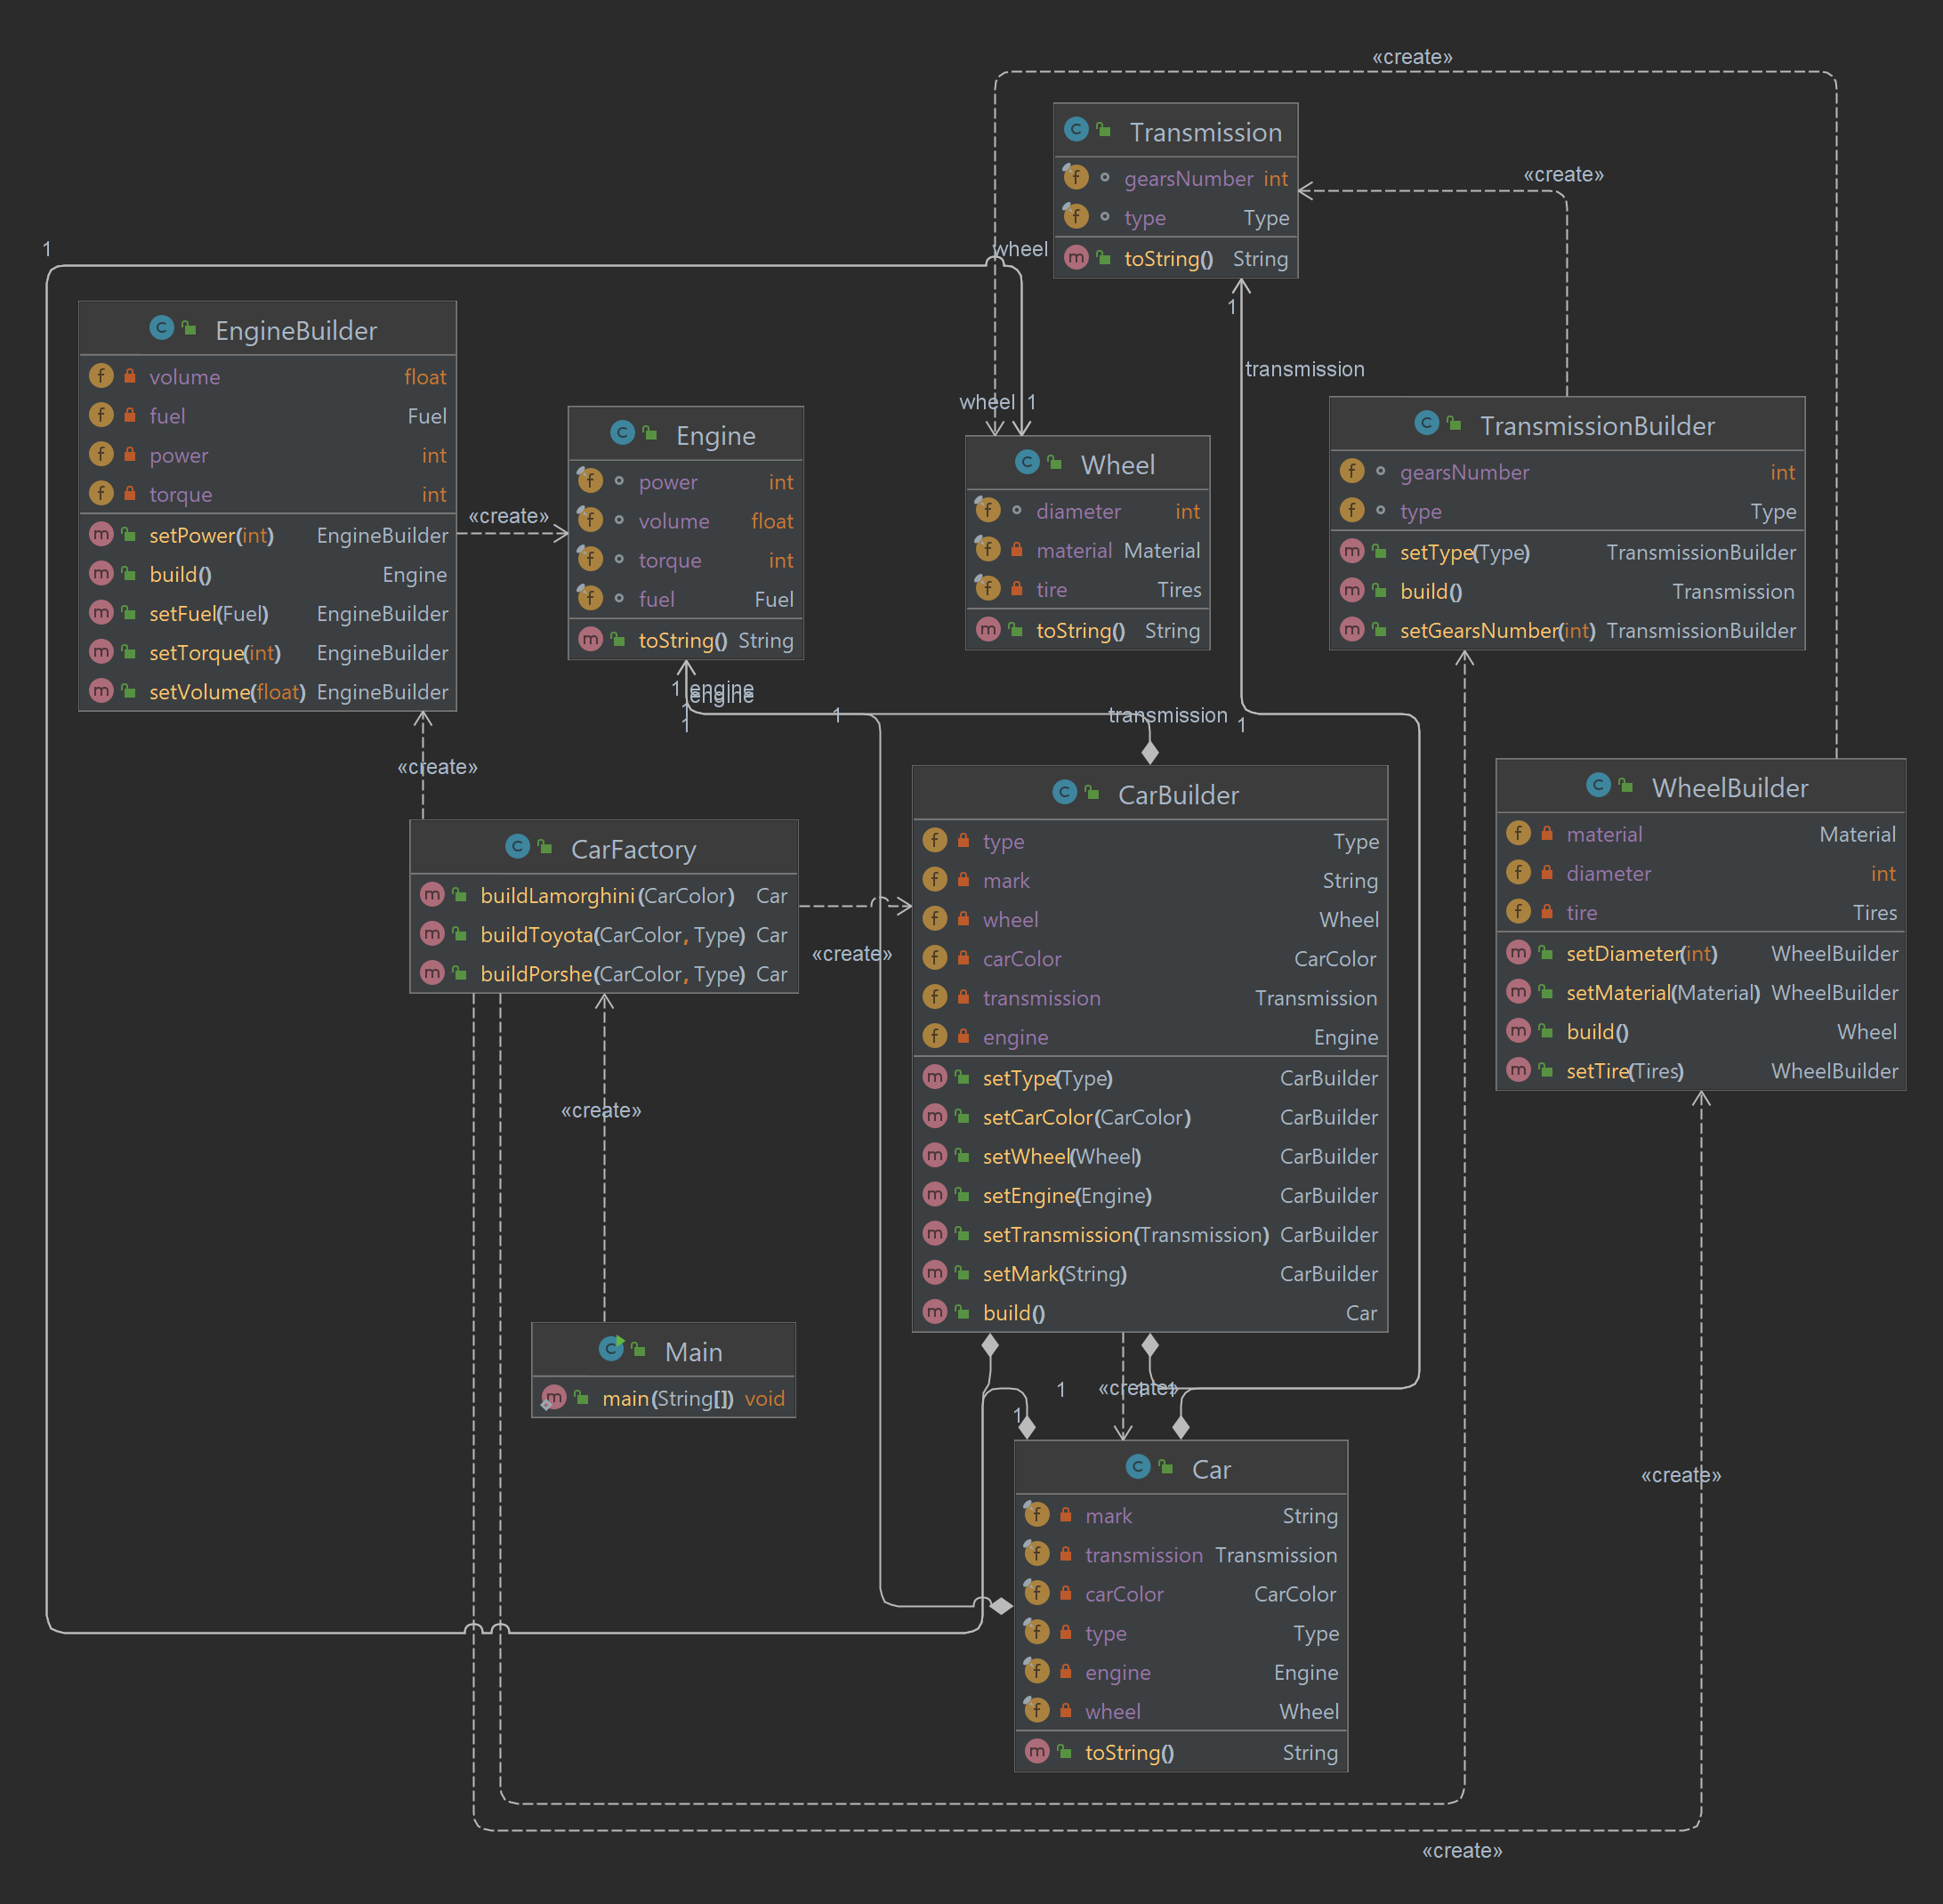 «create»
Transmission
gearsNumber int
type Type
toString() String
«create»
1
wheel
1
transmission
EngineBuilder
volume float
fuel Fuel
power int
torque int
setPower(int) EngineBuilder
build() Engine
setFuel(Fuel) EngineBuilder
setTorque(int) EngineBuilder
setVolume(float) EngineBuilder
«create»
Engine
power int
volume float
torque int
fuel Fuel
toString() String
wheel 1
Wheel
diameter int
material Material
tire Tires
toString() String
TransmissionBuilder
gearsNumber int
type Type
setType(Type) TransmissionBuilder
build() Transmission
setGearsNumber(int) TransmissionBuilder
1 engine
engine
1
1
1
transmission
1
«create»
CarFactory
buildLamorghini(CarColor) Car
buildToyota(CarColor, Type) Car
buildPorshe(CarColor, Type) Car
«create»
CarBuilder
type Type
mark String
wheel Wheel
carColor CarColor
transmission Transmission
engine Engine
setType(Type) CarBuilder
setCarColor(CarColor) CarBuilder
setWheel(Wheel) CarBuilder
setEngine(Engine) CarBuilder
setTransmission(Transmission) CarBuilder
setMark(String) CarBuilder
build() Car
WheelBuilder
material Material
diameter int
tire Tires
setDiameter(int) WheelBuilder
setMaterial(Material) WheelBuilder
build() Wheel
setTire(Tires) WheelBuilder
«create»
Main
main(String[]) void
1
«create»
1
1
1
Car
mark String
transmission Transmission
carColor CarColor
type Type
engine Engine
wheel Wheel
toString() String
«create»
«create»